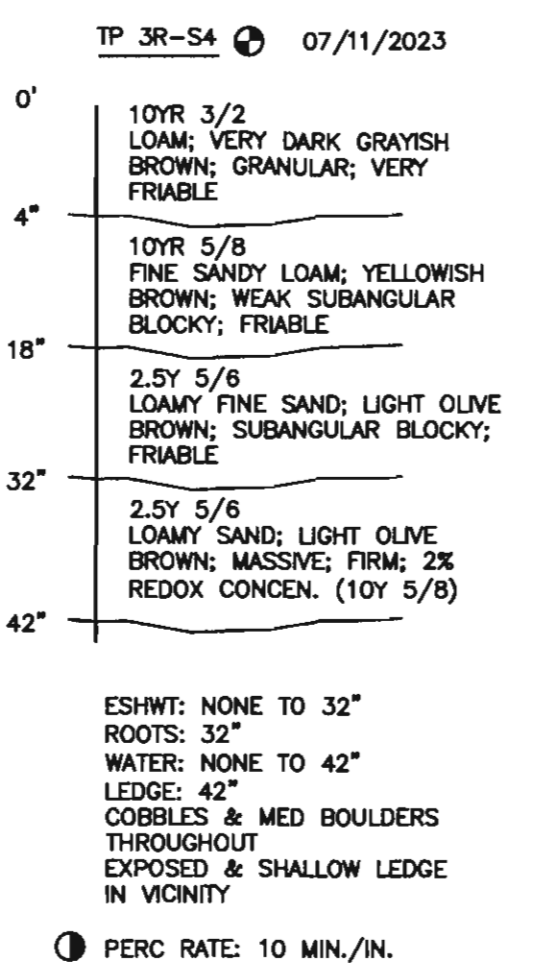 TP 3R-S4 07/11/2023
0'
10YR 3/2
LOAM; VERY DARK GRAYISH
BROWN; GRANULAR; VERY
FRIABLE
4"
10YR 5/8
FINE SANDY LOAM; YELLOWISH
BROWN; WEAK SUBANGULAR
BLOCKY; FRIABLE
18"
2.5Y 5/6
LOAMY FINE SAND; LIGHT OLIVE
BROWN; SUBANGULAR BLOCKY;
FRIABLE
32"
2.5Y 5/6
LOAMY SAND; LIGHT OLIVE
BROWN; MASSIVE; FIRM; 2%
REDOX CONCEN. (10Y 5/8)
42"
ESHWT: NONE TO 32"
ROOTS: 32"
WATER: NONE TO 42"
LEDGE: 42"
COBBLES & MED BOULDERS
THROUGHOUT
EXPOSED & SHALLOW LEDGE
IN VICINITY
PERC RATE: 10 MIN./IN.